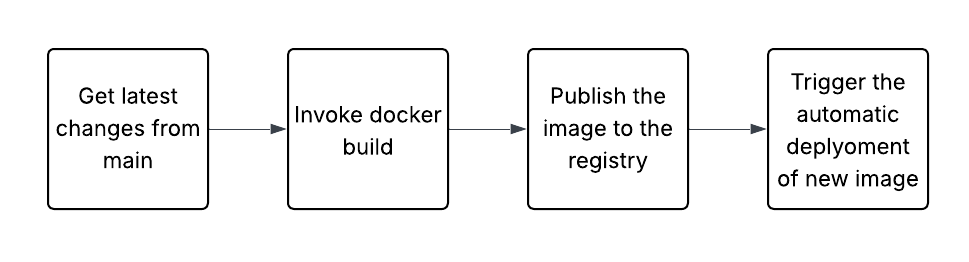 Get latest
changes from
main
Invoke docker
build
Publish the
image to the
registry
Trigger the
automatic
deplyoment
of new image